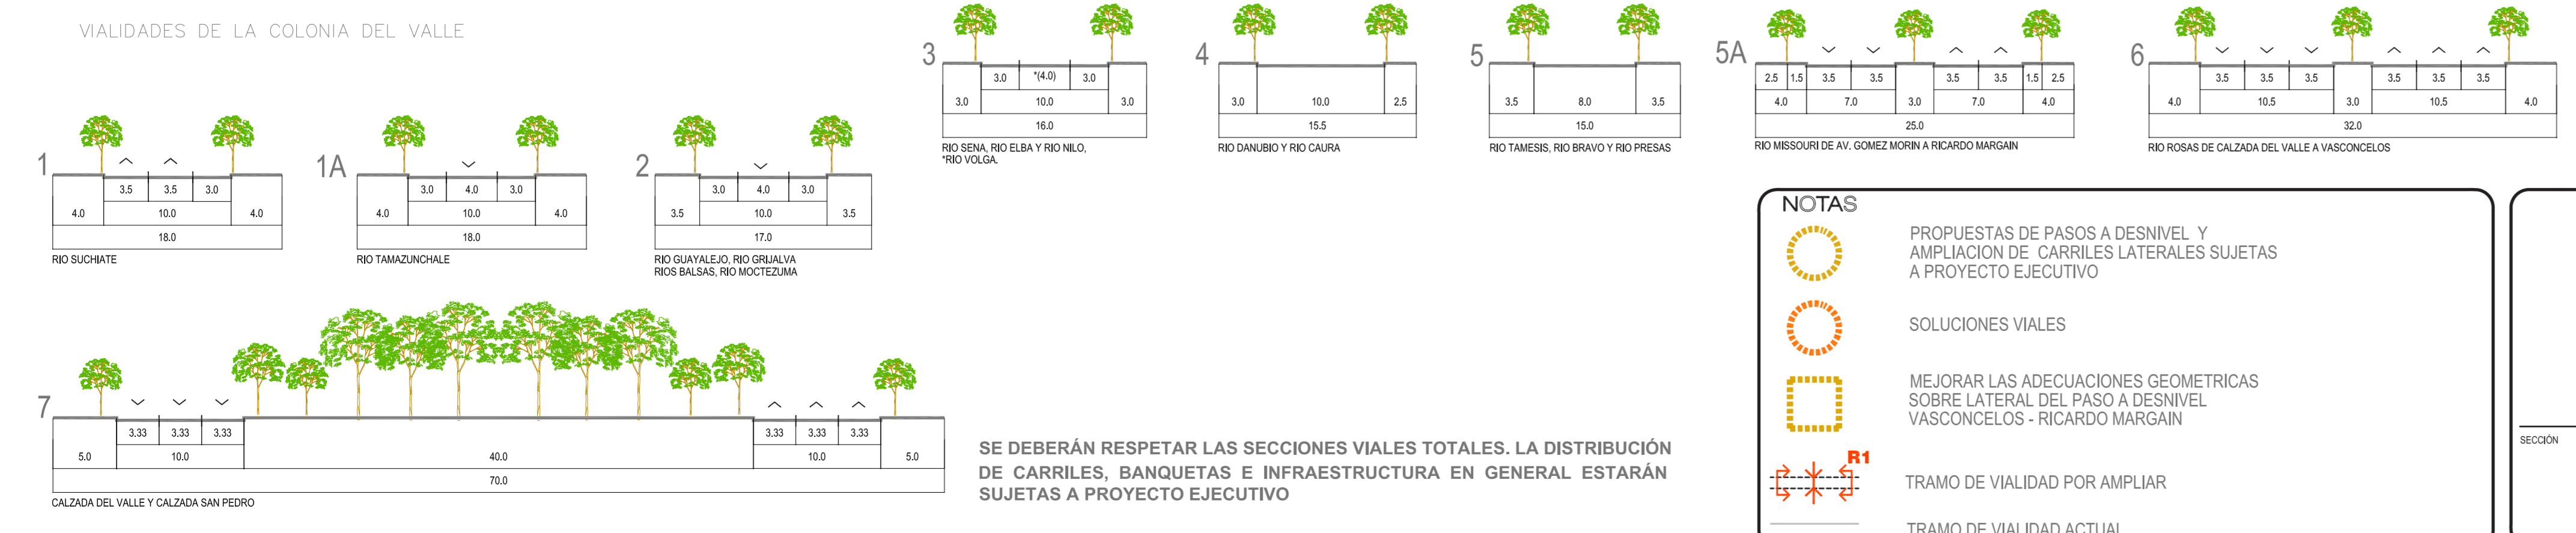 VIALIDADES DE LA COLONIA DEL VALLE
1
3.5 3.5 3.0
4.0 10.0 4.0
18.0
RIO SUCHIATE
1A
3.0 4.0 3.0
4.0 10.0 4.0
18.0
RIO TAMAZUNCHALE
2
3.0 4.0 3.0
3.5 10.0 3.5
17.0
RIO GUAYALEJO, RIO GRIJALVA
RIOS BALSAS, RIO MOCTEZUMA
3
3.0 *(4.0) 3.0
3.0 10.0 3.0
16.0
RIO SENA, RIO ELBA Y RIO NILO,
*RIO VOLGA.
4
3.0 10.0 2.5
15.5
RIO DANUBIO Y RIO CAURA
5
3.5 8.0 3.5
15.0
RIO TAMESIS, RIO BRAVO Y RIO PRESAS
5A
2.5 1.5 3.5 3.5 3.5 3.5 1.5 2.5
4.0 7.0 3.0 7.0 4.0
25.0
RIO MISSOURI DE AV. GOMEZ MORIN A RICARDO MARGAIN
6
3.5 3.5 3.5 3.5 3.5 3.5
4.0 10.5 3.0 10.5 4.0
32.0
RIO ROSAS DE CALZADA DEL VALLE A VASCONCELOS
7
3.33 3.33 3.33 3.33 3.33 3.33
5.0 10.0 40.0 10.0 5.0
70.0
CALZADA DEL VALLE Y CALZADA SAN PEDRO
SE DEBERÁN RESPETAR LAS SECCIONES VIALES TOTALES. LA DISTRIBUCIÓN
DE CARRILES, BANQUETAS E INFRAESTRUCTURA EN GENERAL ESTARÁN
SUJETAS A PROYECTO EJECUTIVO
NOTAS
PROPUESTAS DE PASOS A DESNIVEL Y
AMPLIACION DE CARRILES LATERALES SUJETAS
A PROYECTO EJECUTIVO
SOLUCIONES VIALES
MEJORAR LAS ADECUACIONES GEOMETRICAS
SOBRE LATERAL DEL PASO A DESNIVEL
VASCONCELOS - RICARDO MARGAIN
R1
TRAMO DE VIALIDAD POR AMPLIAR
TRAMO DE VIALIDAD ACTUAL
SECCIÓN